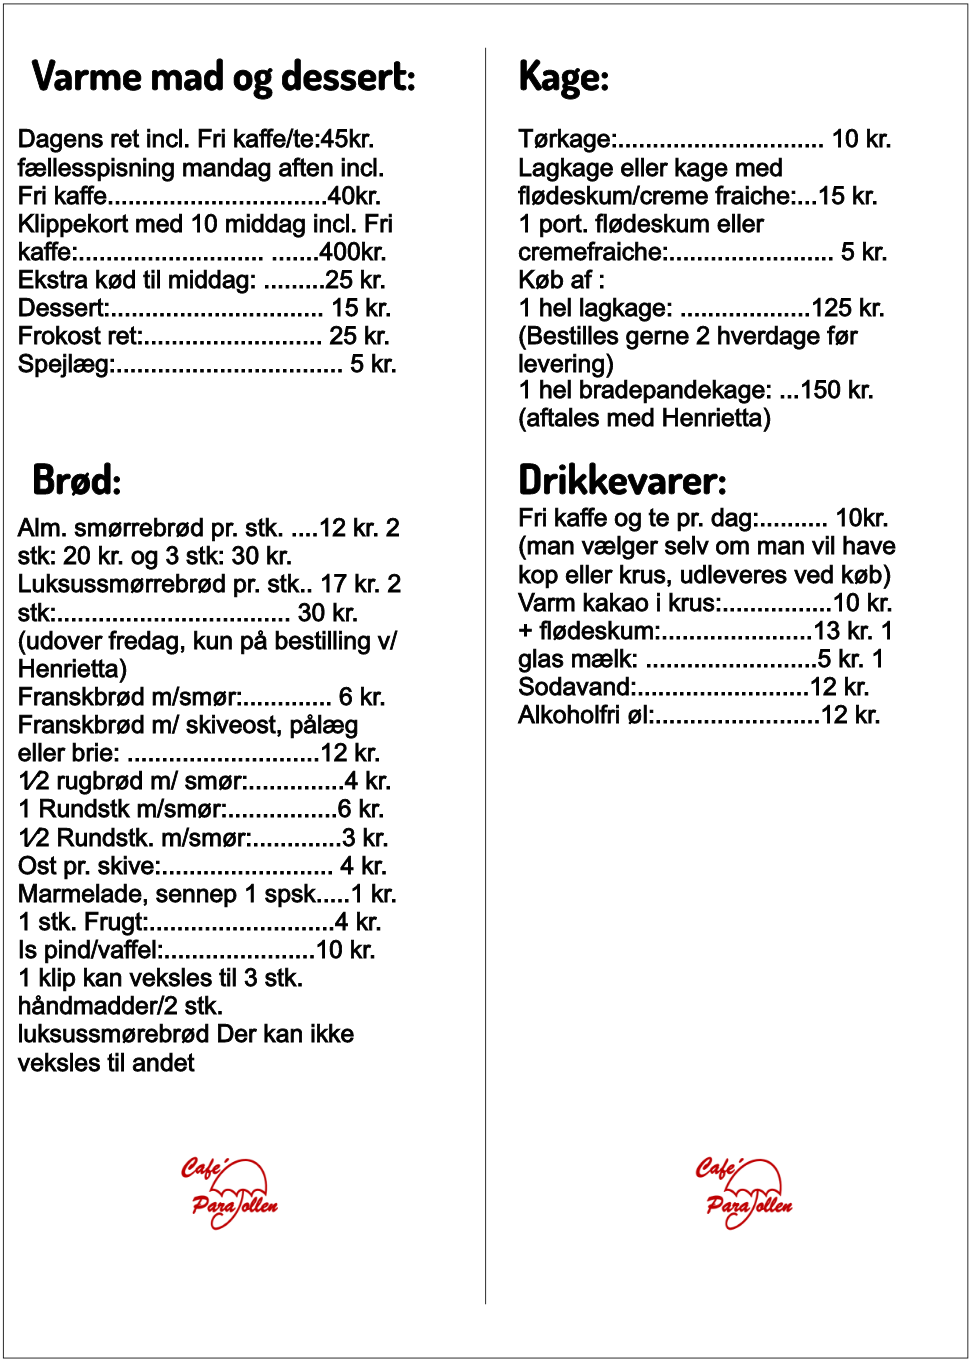 Varme mad og dessert:
Dagens ret incl. Fri kaffe/te:45kr.
fællesspisning mandag aften incl.
Fri kaffe................................40kr.
Klippekort med 10 middag incl. Fri
kaffe:........................... .......400kr.
Ekstra kød til middag: .........25 kr.
Dessert:............................... 15 kr.
Frokost ret:.......................... 25 kr.
Spejlæg:................................. 5 kr.
Brød:
Alm. smørrebrød pr. stk. ....12 kr. 2
stk: 20 kr. og 3 stk: 30 kr.
Luksussmørrebrød pr. stk.. 17 kr. 2
stk:.................................. 30 kr.
(udover fredag, kun på bestilling v/
Henrietta)
Franskbrød m/smør:............. 6 kr.
Franskbrød m/ skiveost, pålæg
eller brie: ............................12 kr.
1⁄2 rugbrød m/ smør:..............4 kr.
1 Rundstk m/smør:................6 kr.
1⁄2 Rundstk. m/smør:.............3 kr.
Ost pr. skive:......................... 4 kr.
Marmelade, sennep 1 spsk.....1 kr.
1 stk. Frugt:...........................4 kr.
Is pind/vaffel:......................10 kr.
1 klip kan veksles til 3 stk.
håndmadder/2 stk.
luksussmørebrød Der kan ikke
veksles til andet
Café
Parasollen
Kage:
Tørkage:.............................. 10 kr.
Lagkage eller kage med
flødeskum/creme fraiche:...15 kr.
1 port. flødeskum eller
cremefraiche:........................ 5 kr.
Køb af :
1 hel lagkage: ...................125 kr.
(Bestilles gerne 2 hverdage før
levering)
1 hel bradepandekage: ...150 kr.
(aftales med Henrietta)
Drikkevarer:
Fri kaffe og te pr. dag:.......... 10kr.
(man vælger selv om man vil have
kop eller krus, udleveres ved køb)
Varm kakao i krus:................10 kr.
+ flødeskum:......................13 kr. 1
glas mælk: .........................5 kr. 1
Sodavand:.........................12 kr.
Alkoholfri øl:........................12 kr.
Café
Parasollen